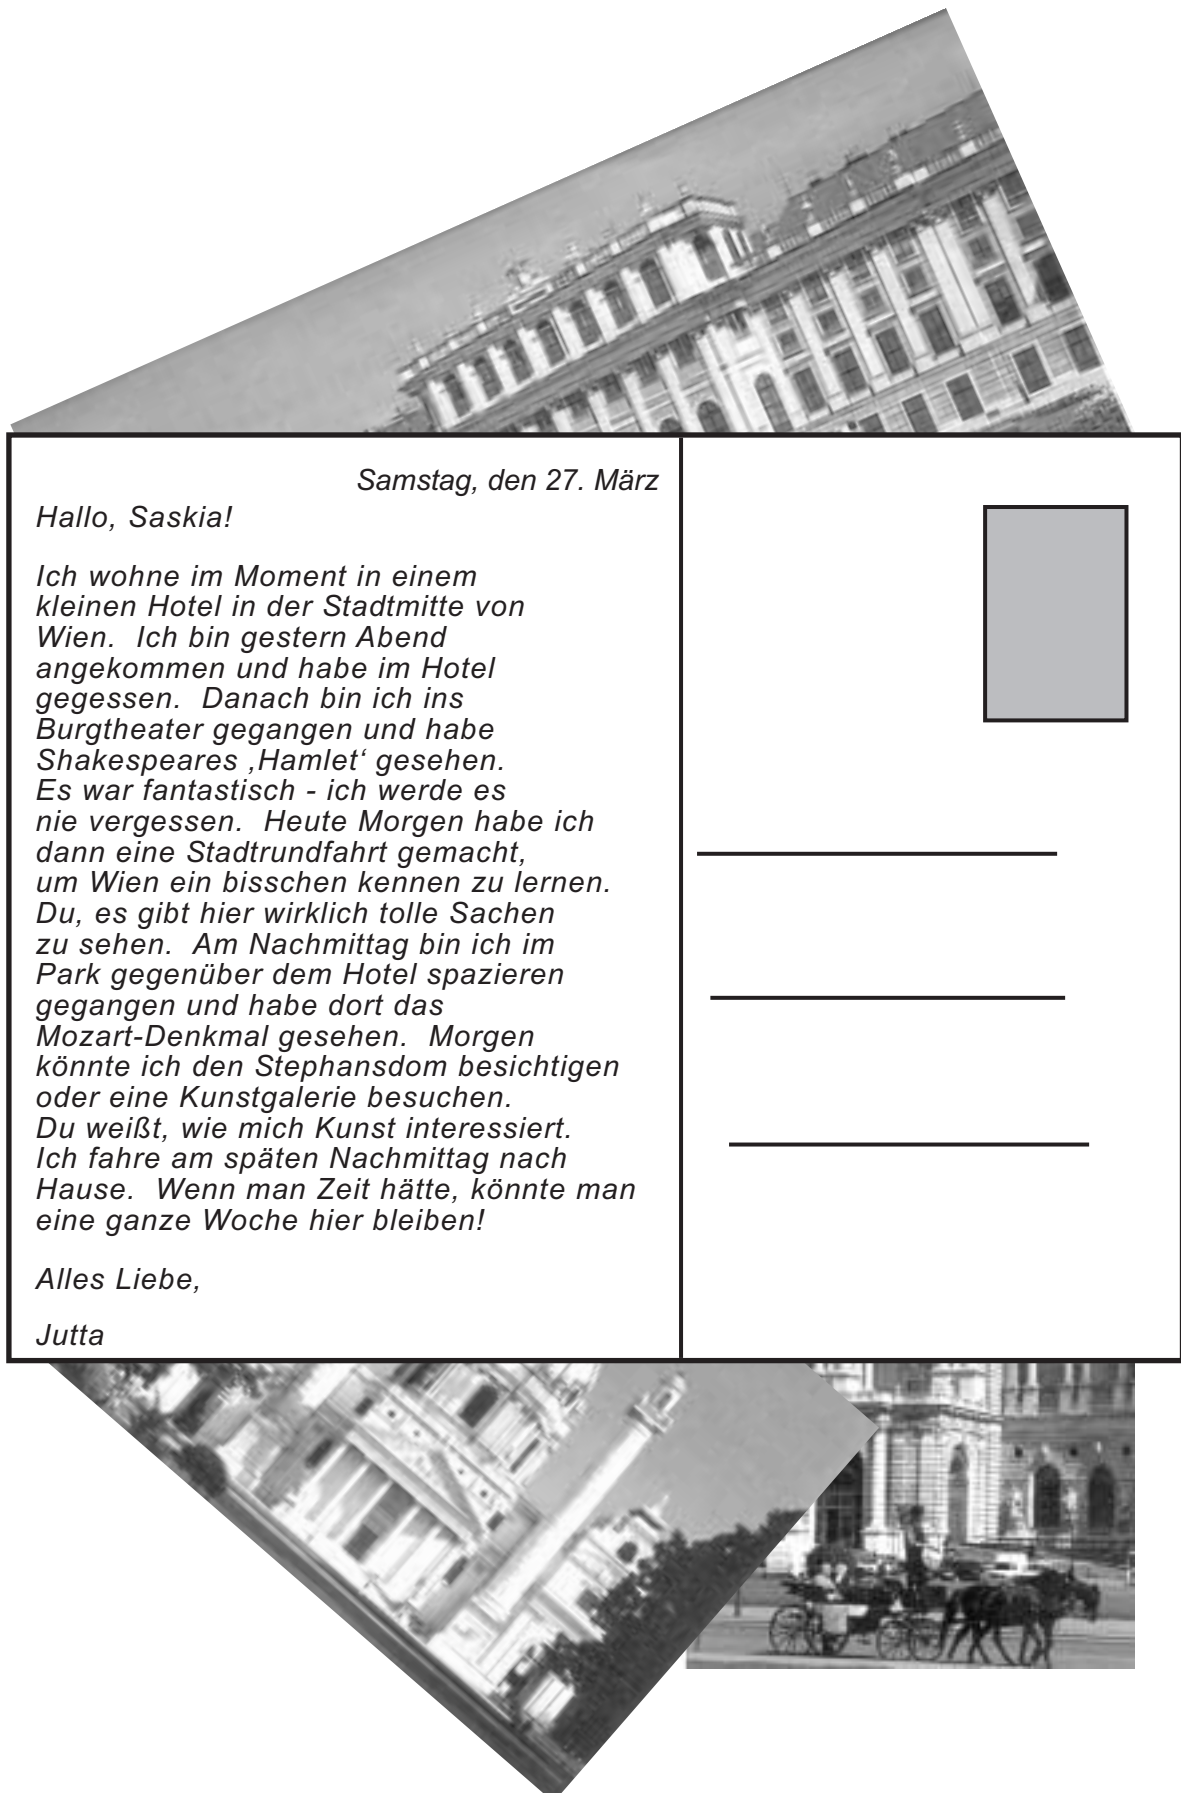 Samstag, den 27. März
Hallo, Saskia!
Ich wohne im Moment in einem
kleinen Hotel in der Stadtmitte von
Wien.  Ich bin gestern Abend
angekommen und habe im Hotel
gegessen.  Danach bin ich ins
Burgtheater gegangen und habe
Shakespeares ‚Hamlet‘ gesehen.
Es war fantastisch - ich werde es
nie vergessen.  Heute Morgen habe ich
dann eine Stadtrundfahrt gemacht,
um Wien ein bisschen kennen zu lernen.
Du, es gibt hier wirklich tolle Sachen
zu sehen.  Am Nachmittag bin ich im
Park gegenüber dem Hotel spazieren
gegangen und habe dort das
Mozart-Denkmal gesehen.  Morgen
könnte ich den Stephansdom besichtigen
oder eine Kunstgalerie besuchen.
Du weißt, wie mich Kunst interessiert.
Ich fahre am späten Nachmittag nach
Hause.  Wenn man Zeit hätte, könnte man
eine ganze Woche hier bleiben!
Alles Liebe,
Jutta